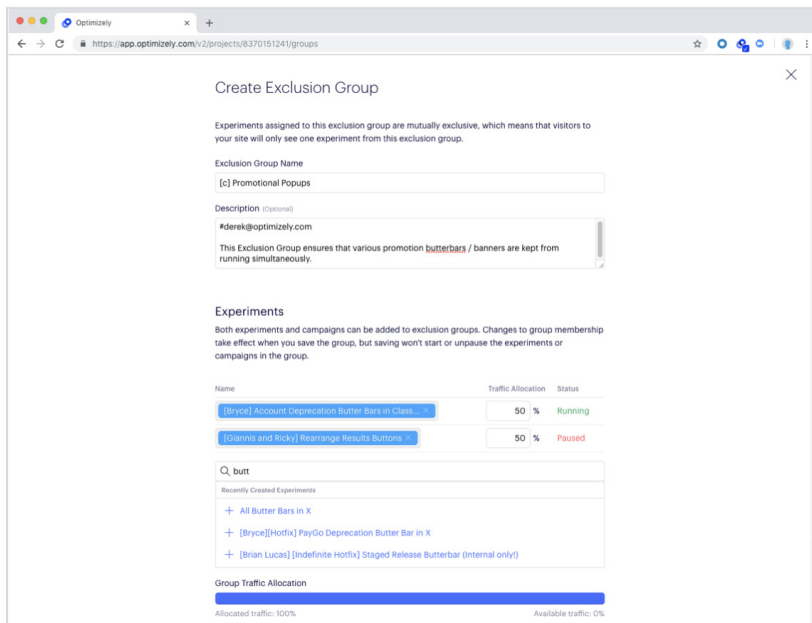 Optimizely
https://app.optimizely.com/v2/projects/8370151241/groups
Create Exclusion Group
Experiments assigned to this exclusion group are mutually exclusive, which means that visitors to
your site will only see one experiment from this exclusion group.
Exclusion Group Name
[c] Promotional Popups
Description (Optional)
#derek@optimizely.com
This Exclusion Group ensures that various promotion butterbars / banners are kept from
running simultaneously.
Experiments
Both experiments and campaigns can be added to exclusion groups. Changes to group membership
take effect when you save the group, but saving won't start or unpause the experiments or
campaigns in the group.
Name Traffic Allocation Status
[Bryce] Account Deprecation Butter Bars in Class... × 50 % Running
[Giannis and Ricky] Rearrange Results Buttons × 50 % Paused
butt
Recently Created Experiments
+ All Butter Bars in X
+ [Bryce][Hotfix] PayGo Deprecation Butter Bar in X
+ [Brian Lucas] [Indefinite Hotfix] Staged Release Butterbar (Internal only!)
Group Traffic Allocation
Allocated traffic: 100% Available traffic: 0%